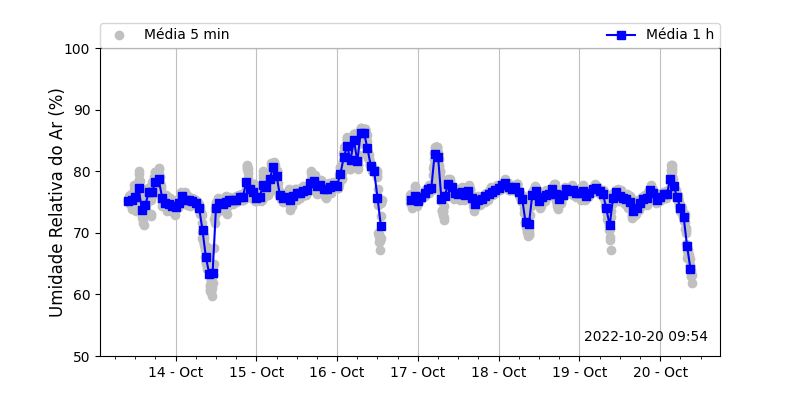 Média 5 min
Média 1 h
Umidade Relativa do Ar (%)
100
90
80
70
60
50
2022-10-20 09:54
14 - Oct
15 - Oct
16 - Oct
17 - Oct
18 - Oct
19 - Oct
20 - Oct